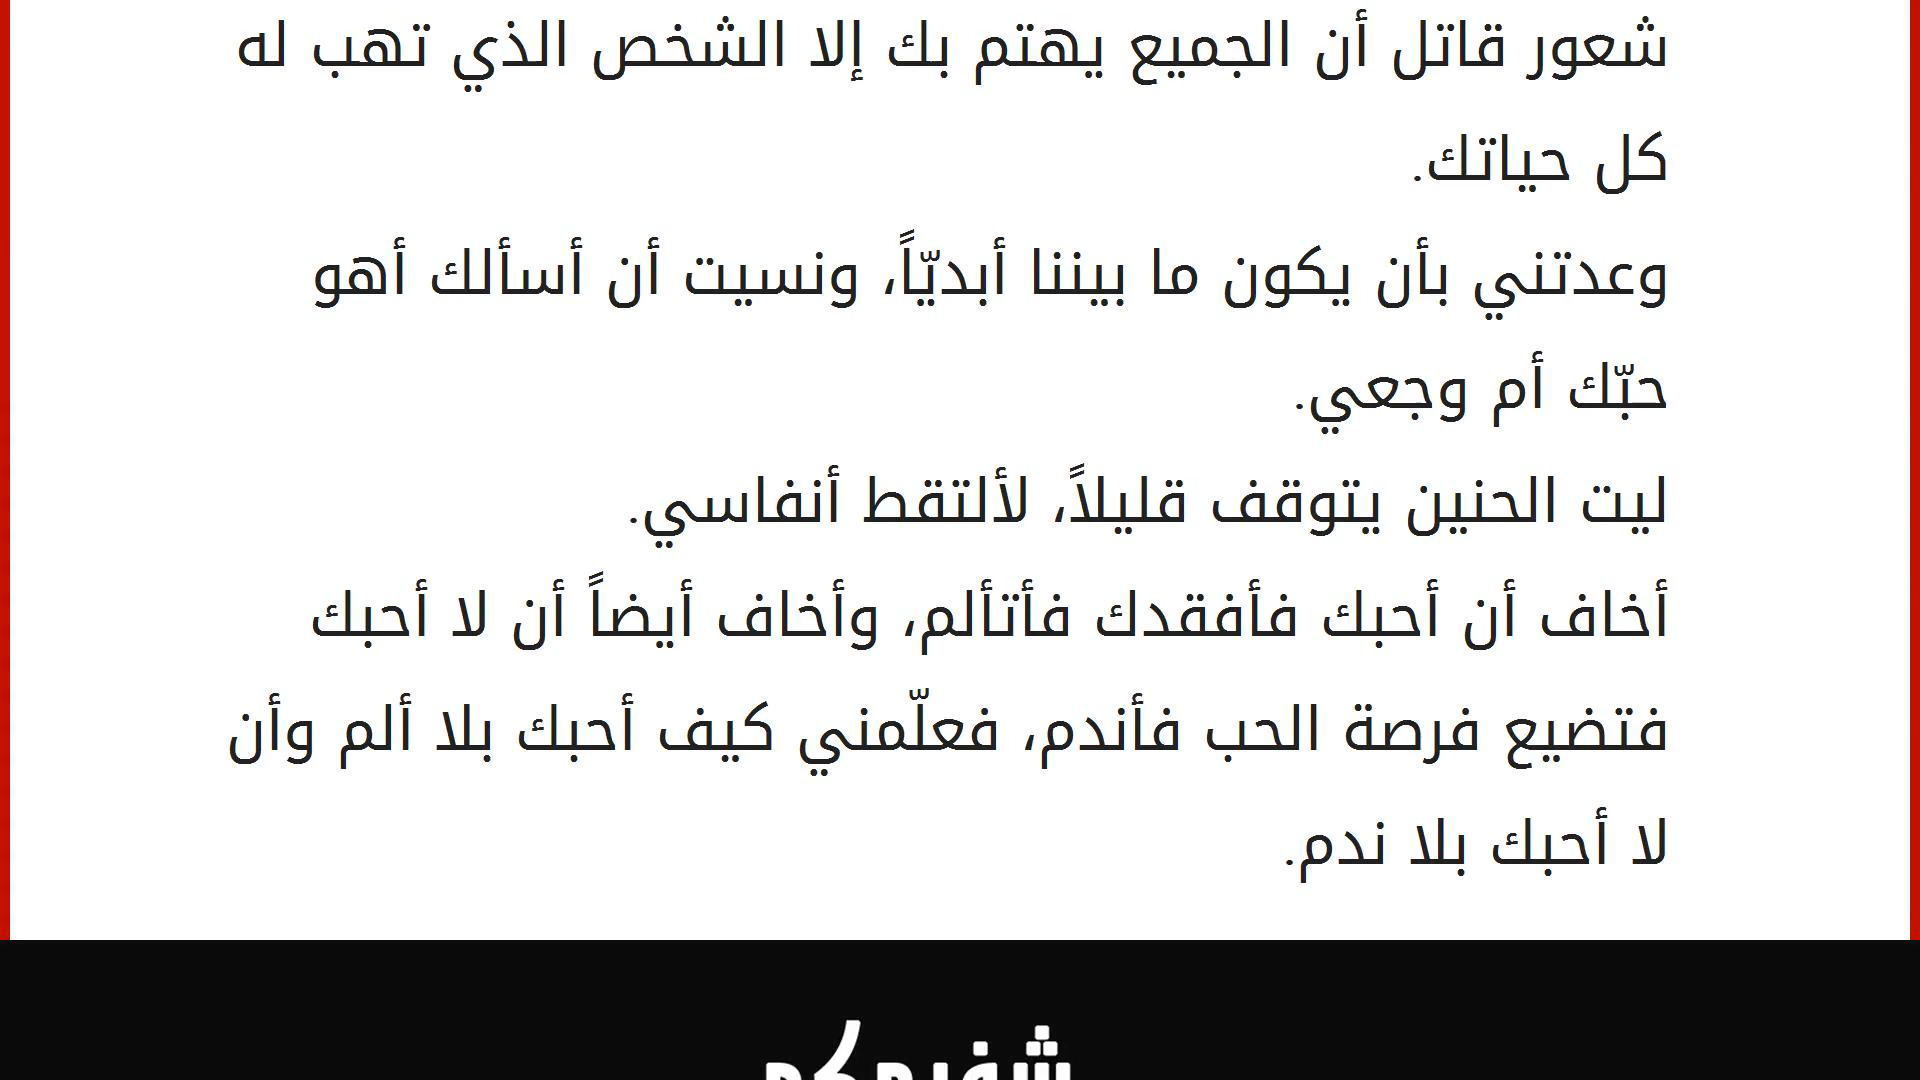 شعور قاتل أن الجميع يهتم بك إلا الشخص الذي تهب له
كل حياتك.
وعدتني بأن يكون ما بيننا أبديّاً، ونسيت أن أسألك أهو
حبّك أم وجعي.
ليت الحنين يتوقف قليلاً، لألتقط أنفاسي.
أخاف أن أحبك فأفقدك فأتألم، وأخاف أيضاً أن لا أحبك
فتضيع فرصة الحب فأندم، فعلّمني كيف أحبك بلا ألم وأن
لا أحبك بلا ندم.